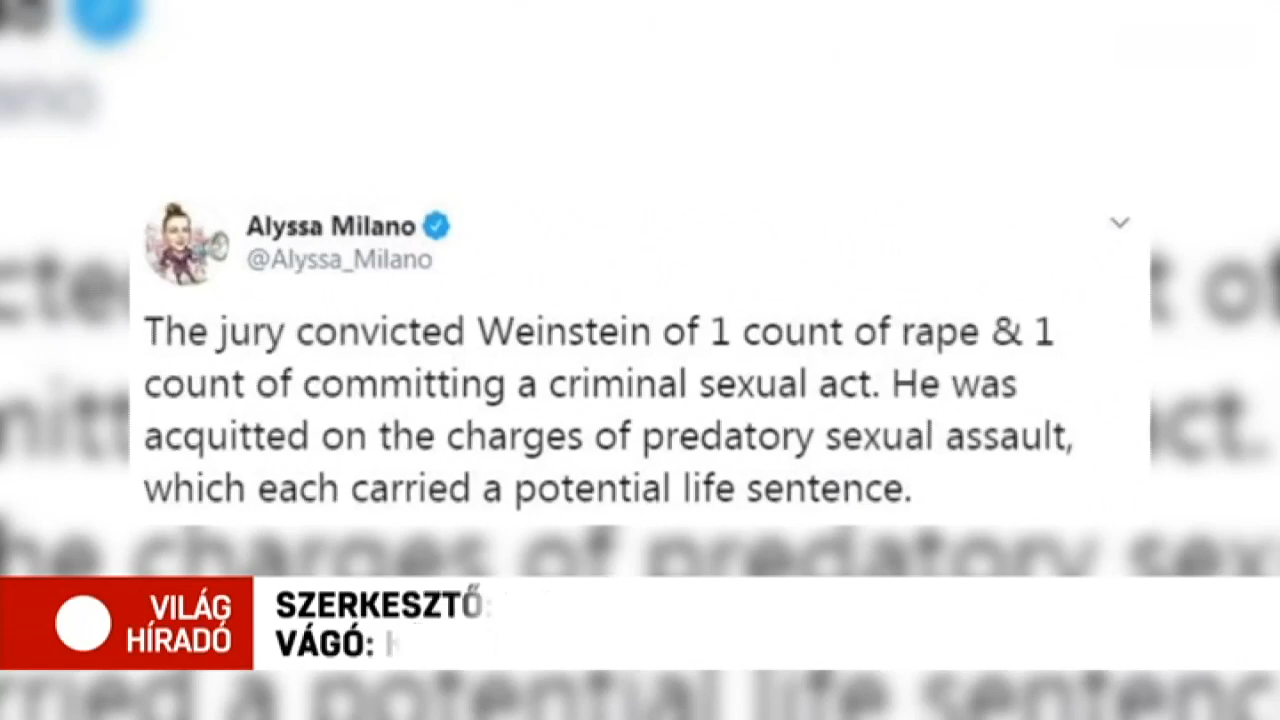 Alyssa Milano
@Alyssa_Milano
The jury convicted Weinstein of 1 count of rape & 1
count of committing a criminal sexual act. He was
acquitted on the charges of predatory sexual assault,
which each carried a potential life sentence.
VILÁG
HÍRADÓ
SZERKESZTŐ:
VÁGÓ: